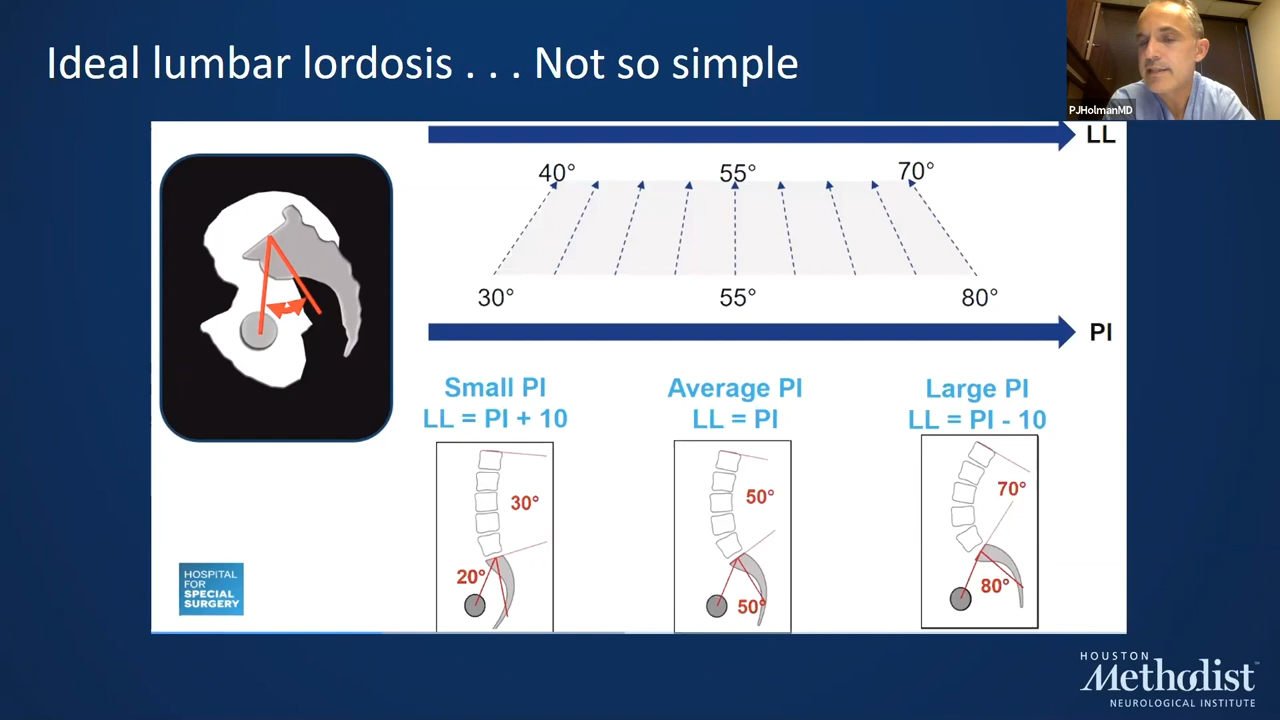 Ideal lumbar lordosis . . . Not so simple
PJHolmanMD
LL
40° 55° 70°
30° 55° 80°
PI
Small PI
LL = PI + 10
Average PI
LL = PI
Large PI
LL = PI - 10
30°
20°
50°
50°
70°
80°
HOSPITAL
FOR
SPECIAL
SURGERY
HOUSTON
Methodist
NEUROLOGICAL INSTITUTE